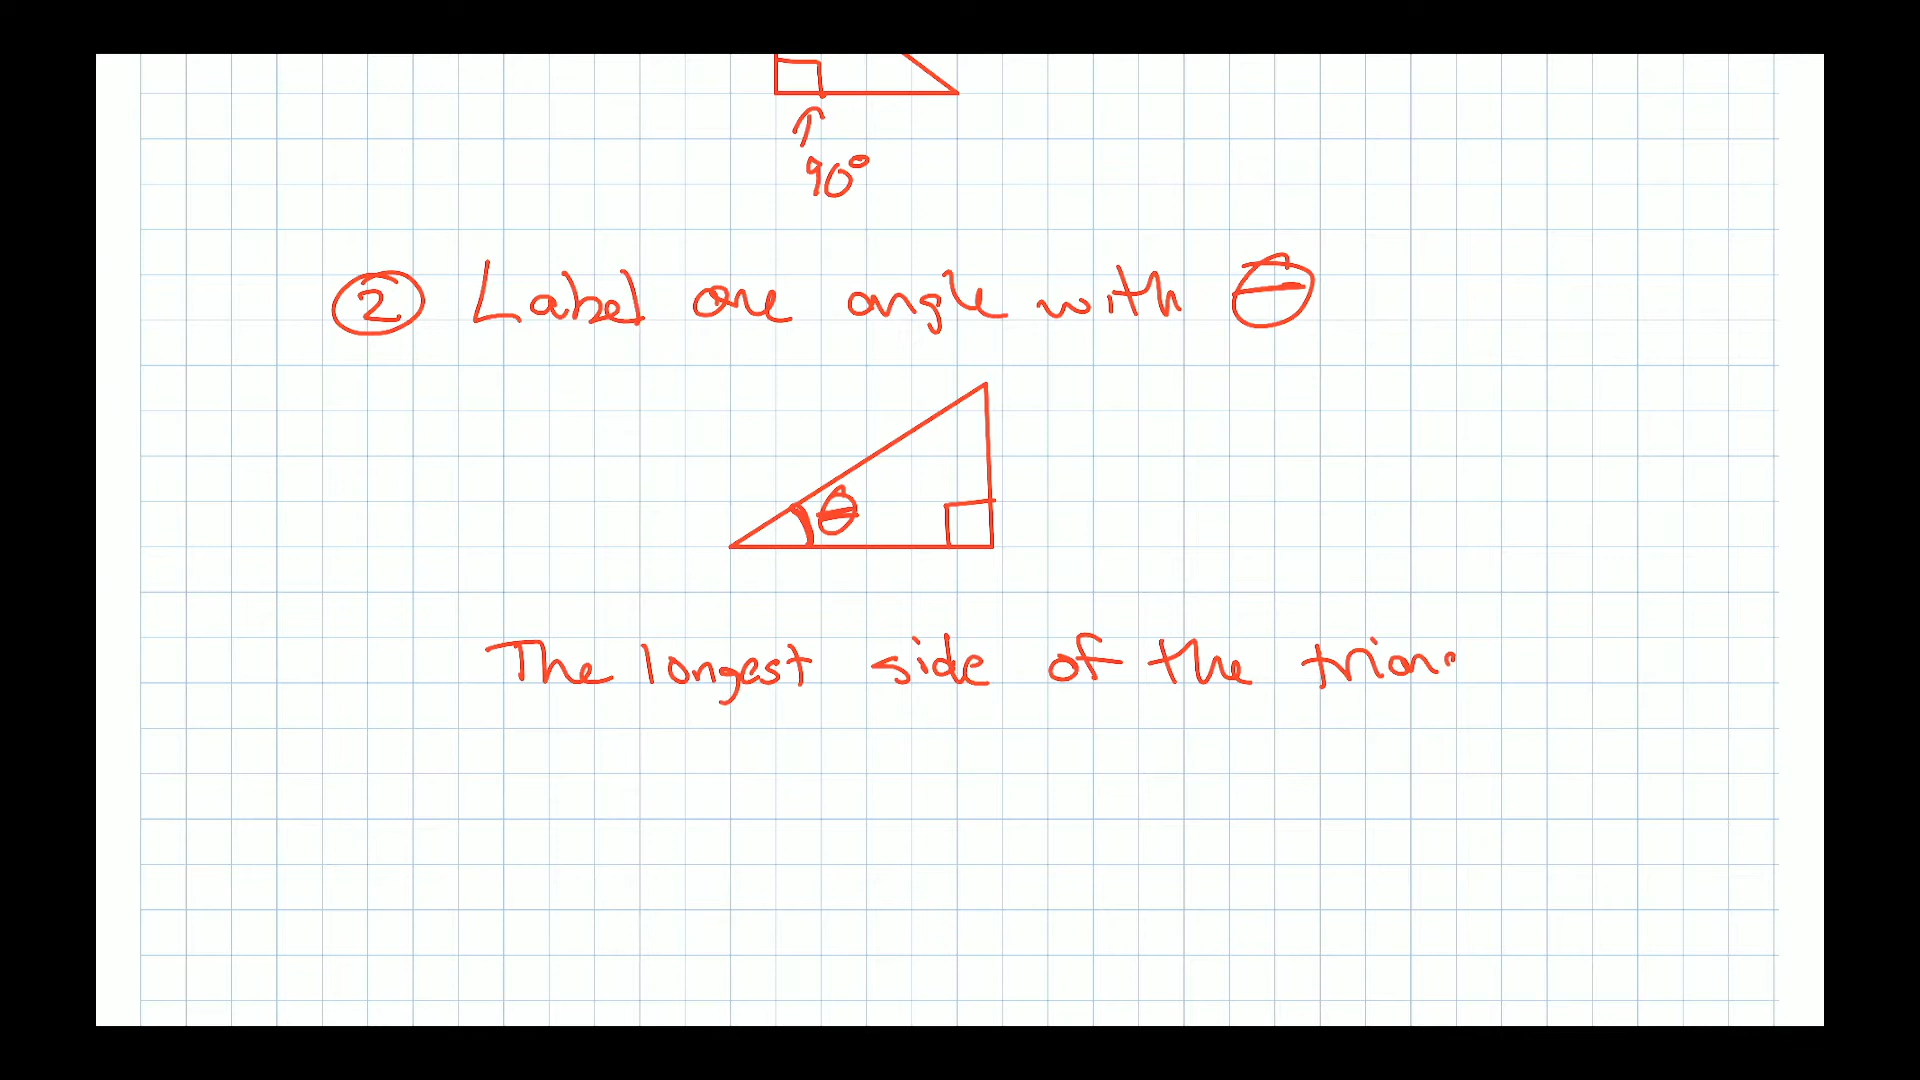 90°
② Label one angle with θ
θ
The longest side of the trian